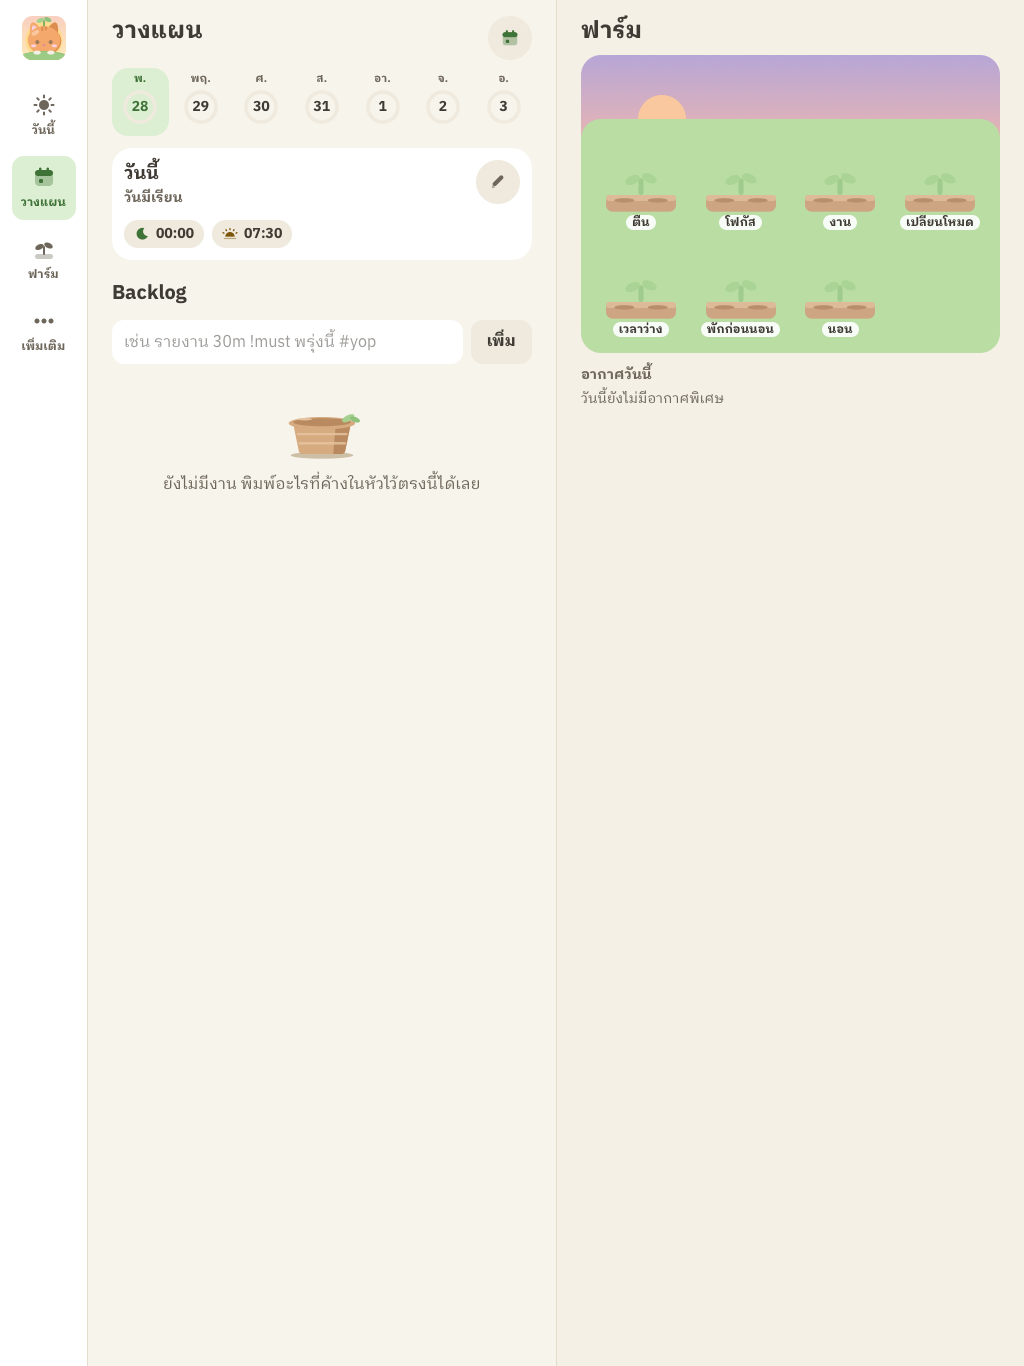 วันนี้
วางแผน
ฟาร์ม
เพิ่มเติม
วางแผน
พ. พฤ. ศ. ส. อา. จ. อ.
28 29 30 31 1 2 3
วันนี้
วันมีเรียน
00:00 07:30
Backlog
เช่น รายงาน 30m !must พรุ่งนี้ #yop
เพิ่ม
ยังไม่มีงาน พิมพ์อะไรที่ค้างในหัวไว้ตรงนี้ได้เลย
ฟาร์ม
ตื่น โฟกัส งาน เปลี่ยนโหมด
เวลาว่าง พักก่อนนอน นอน
อากาศวันนี้
วันนี้ยังไม่มีอากาศพิเศษ